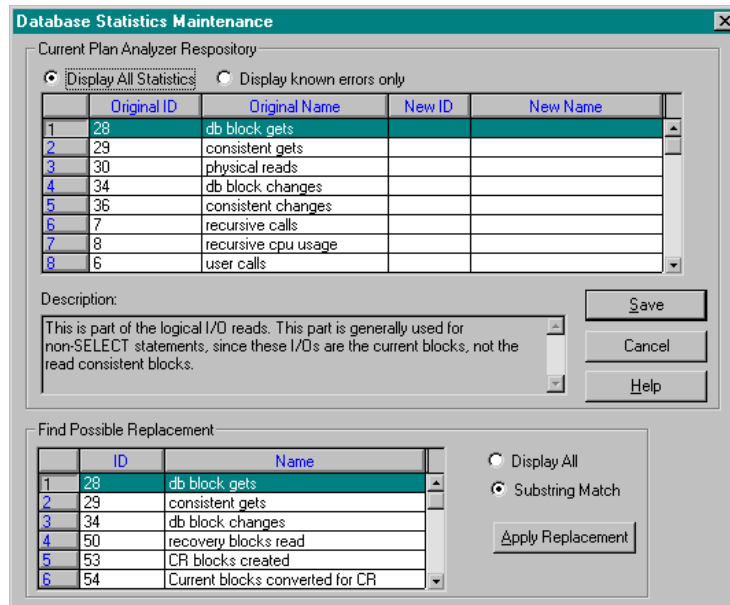 Database Statistics Maintenance
Current Plan Analyzer Respository
Display All Statistics Display known errors only
Original ID Original Name New ID New Name
1 28 db block gets
2 29 consistent gets
3 30 physical reads
4 34 db block changes
5 36 consistent changes
6 7 recursive calls
7 8 recursive cpu usage
8 6 user calls
Description:
This is part of the logical I/O reads. This part is generally used for
non-SELECT statements, since these I/Os are the current blocks, not the
read consistent blocks.
Save
Cancel
Help
Find Possible Replacement
ID Name
1 28 db block gets
2 29 consistent gets
3 34 db block changes
4 50 recovery blocks read
5 53 CR blocks created
6 54 Current blocks converted for CR
Display All
Substring Match
Apply Replacement